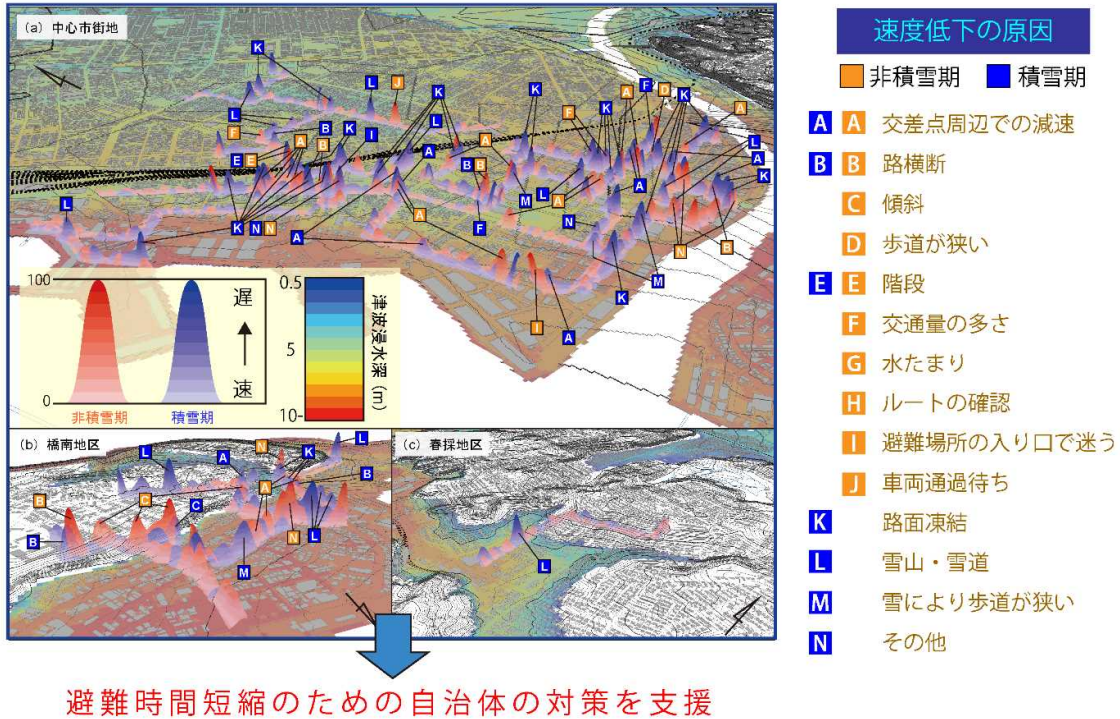 (a) 中心市街地
100
0
遅
速
非積雪期
積雪期
0.5
5
10-
津波浸水深 (m)
(b) 橋南地区
(c) 春採地区
速度低下の原因
非積雪期 積雪期
A A 交差点周辺での減速
B B 路横断
C 傾斜
D 歩道が狭い
E E 階段
F 交通量の多さ
G 水たまり
H ルートの確認
I 避難場所の入り口で迷う
J 車両通過待ち
K 路面凍結
L 雪山・雪道
M 雪により歩道が狭い
N その他
避難時間短縮のための自治体の対策を支援